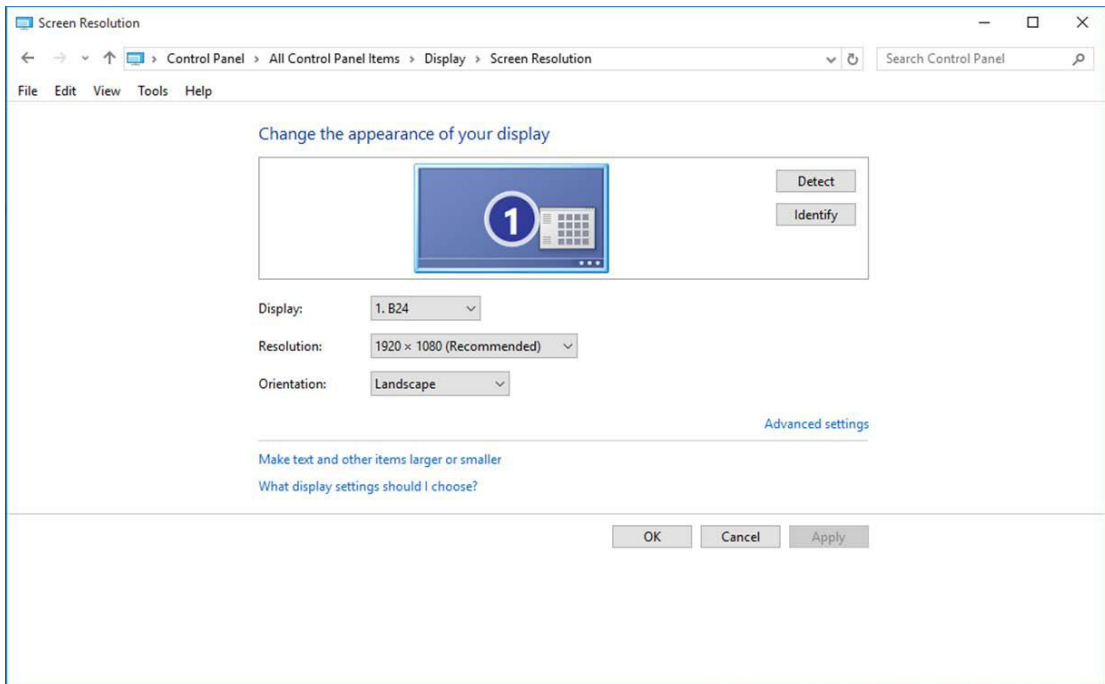 Screen Resolution
Control Panel > All Control Panel Items > Display > Screen Resolution
Search Control Panel
File Edit View Tools Help
Change the appearance of your display
1
Detect
Identify
Display: 1. B24
Resolution: 1920 × 1080 (Recommended)
Orientation: Landscape
Advanced settings
Make text and other items larger or smaller
What display settings should I choose?
OK Cancel Apply